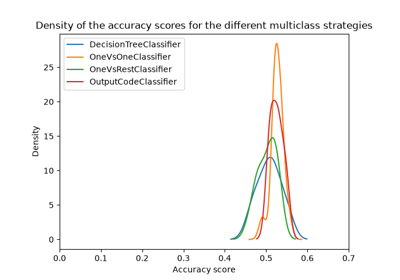 Density of the accuracy scores for the different multiclass strategies
DecisionTreeClassifier
OneVsOneClassifier
OneVsRestClassifier
OutputCodeClassifier
25
20
15
10
5
0
Density
0.0 0.1 0.2 0.3 0.4 0.5 0.6 0.7
Accuracy score